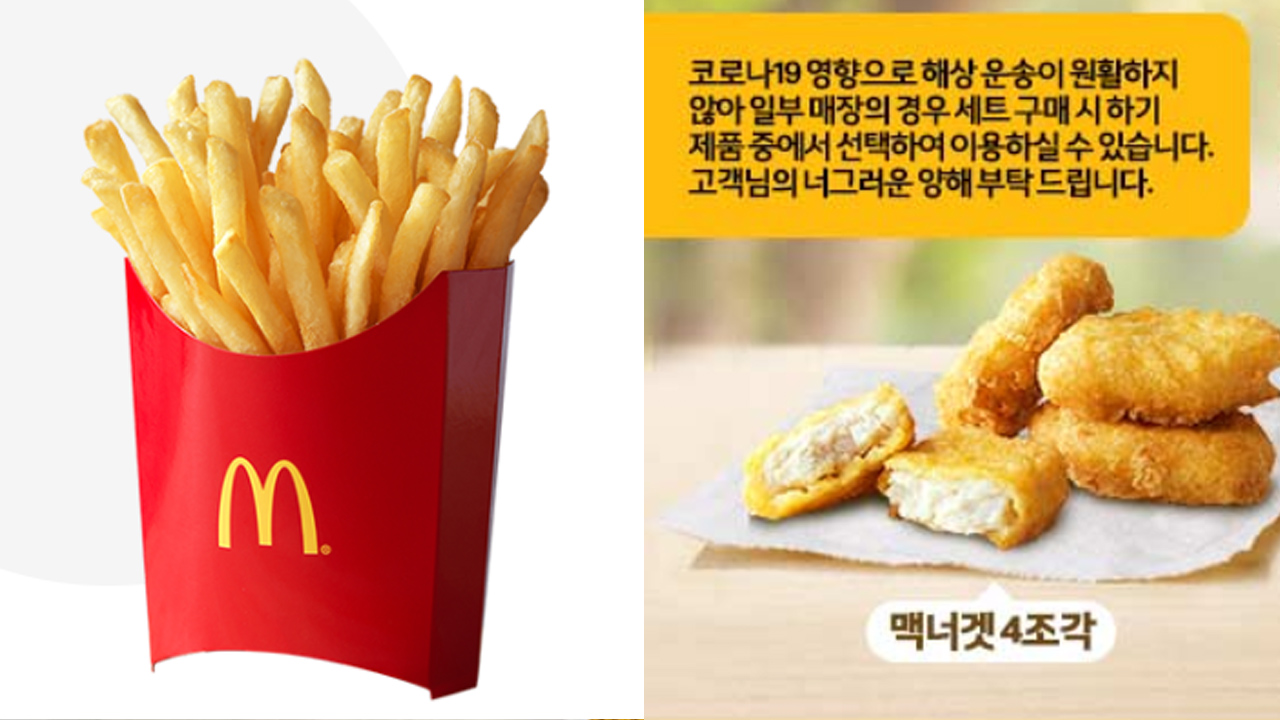 코로나19 영향으로 해상 운송이 원활하지
않아 일부 매장의 경우 세트 구매 시 하기
제품 중에서 선택하여 이용하실 수 있습니다.
고객님의 너그러운 양해 부탁 드립니다.
맥너겟 4조각